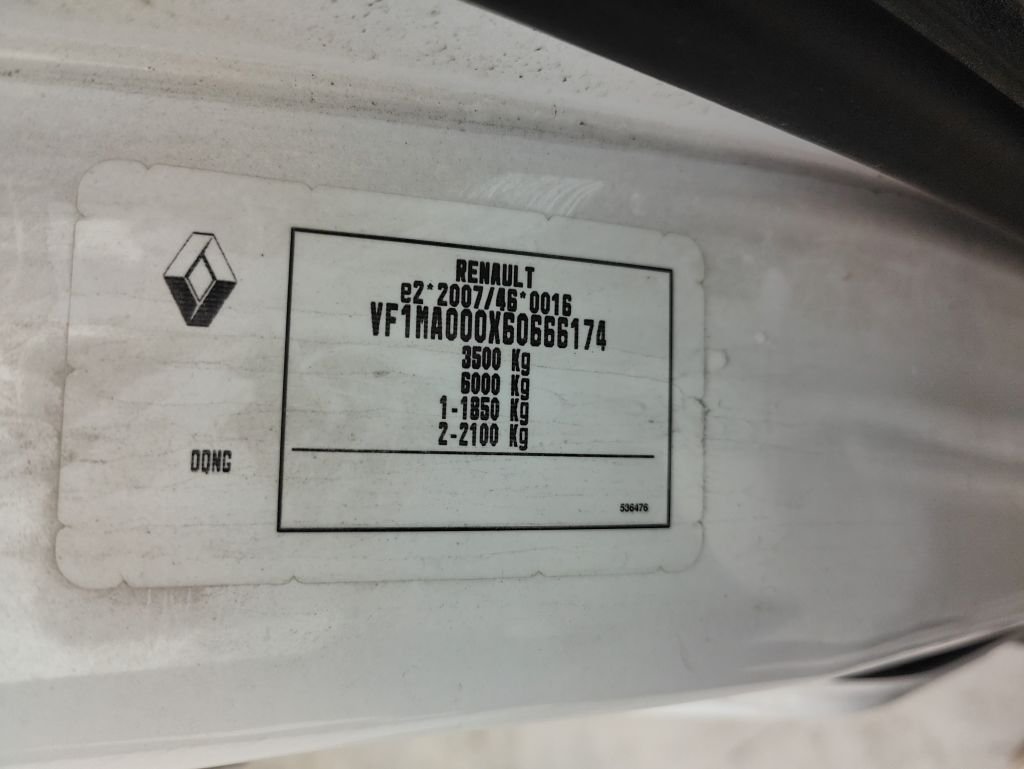 RENAULT
e2*2007/46*0016
VF1MA000X60666174
3500 Kg
6000 Kg
1-1850 Kg
2-2100 Kg
DQNG
536476